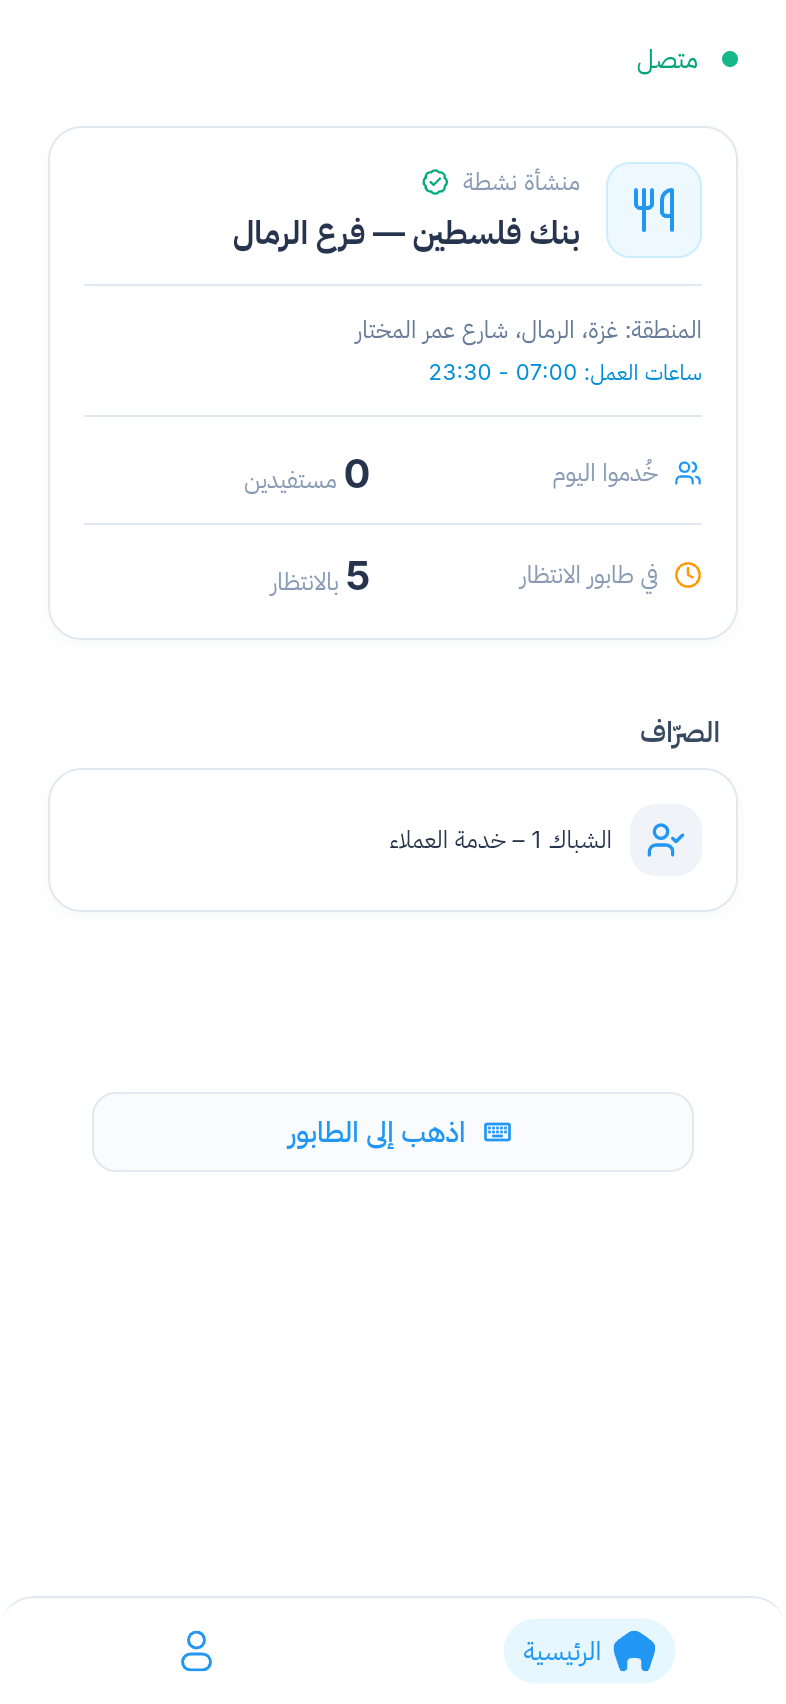 متصل
منشأة نشطة
بنك فلسطين — فرع الرمال
المنطقة: غزة، الرمال، شارع عمر المختار
ساعات العمل: 07:00 - 23:30
خُدموا اليوم
0 مستفيدين
في طابور الانتظار
5 بالانتظار
الصرّاف
الشباك 1 – خدمة العملاء
اذهب إلى الطابور
الرئيسية